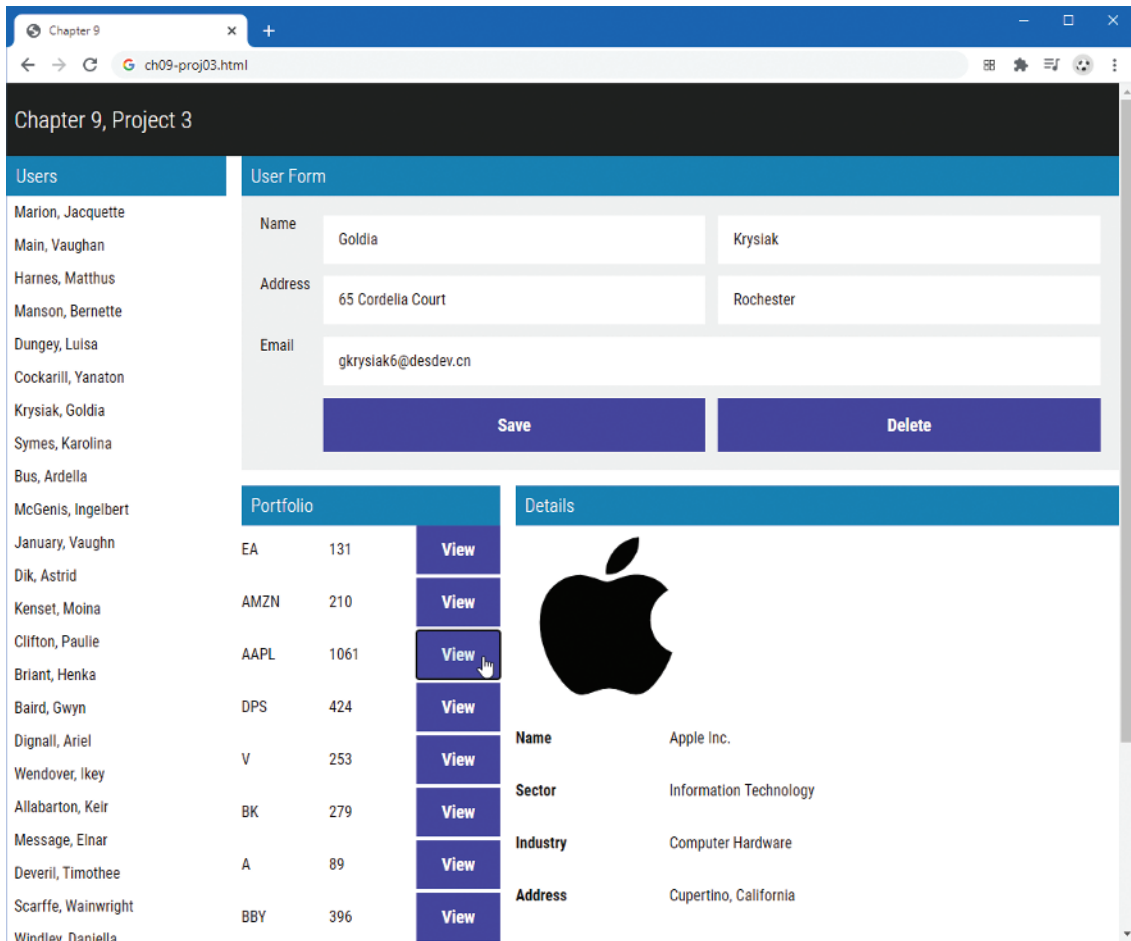 Chapter 9
ch09-proj03.html
Chapter 9, Project 3
Users
Marion, Jacquette
Main, Vaughan
Harnes, Matthus
Manson, Bernette
Dungey, Luisa
Cockarill, Yanaton
Krysiak, Goldia
Symes, Karolina
Bus, Ardella
McGenis, Ingelbert
January, Vaughn
Dik, Astrid
Kenset, Moina
Clifton, Paulie
Briant, Henka
Baird, Gwyn
Dignall, Ariel
Wendover, Ikey
Allabarton, Keir
Message, Elnar
Deveril, Timothee
Scarffe, Wainwright
Windley, Daniella
User Form
Name Goldia Krysiak
Address 65 Cordelia Court Rochester
Email gkrysiak6@desdev.cn
Save Delete
Portfolio
EA 131 View
AMZN 210 View
AAPL 1061 View
DPS 424 View
V 253 View
BK 279 View
A 89 View
BBY 396 View
Details
Name Apple Inc.
Sector Information Technology
Industry Computer Hardware
Address Cupertino, California